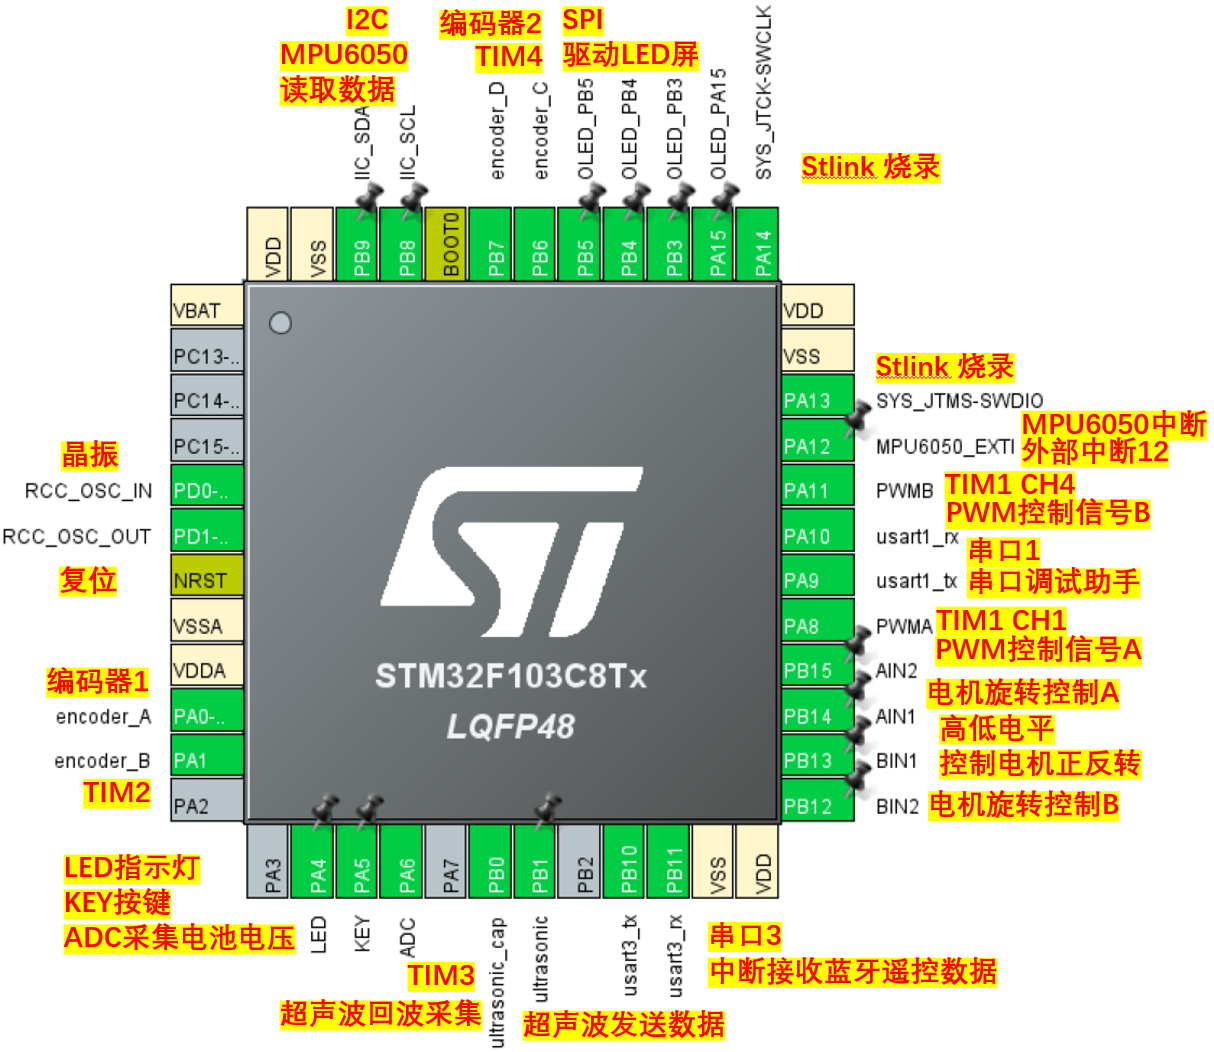 I2C
MPU6050
读取数据
编码器2
TIM4
SPI
驱动LED屏
IIC_SDA
IIC_SCL
encoder_D
encoder_C
OLED_PB5
OLED_PB4
OLED_PB3
OLED_PA15
SYS_JTCK-SWCLK
Stlink 烧录
VDD
VSS
PB9
PB8
BOOT0
PB7
PB6
PB5
PB4
PB3
PA15
PA14
VBAT
PC13-..
PC14-..
PC15-..
晶振
RCC_OSC_IN
PD0-..
RCC_OSC_OUT
PD1-..
复位
NRST
VSSA
VDDA
编码器1
encoder_A
PA0-..
encoder_B
PA1
TIM2
PA2
STM32F103C8Tx
LQFP48
VDD
VSS
Stlink 烧录
PA13
SYS_JTMS-SWDIO
PA12
MPU6050_EXTI
MPU6050中断
外部中断12
PA11
PWMB
TIM1 CH4
PWM控制信号B
PA10
usart1_rx
串口1
PA9
usart1_tx
串口调试助手
PA8
PWMA
TIM1 CH1
PWM控制信号A
PB15
AIN2
电机旋转控制A
PB14
AIN1
高低电平
PB13
BIN1
控制电机正反转
PB12
BIN2
电机旋转控制B
PA3
PA4
PA5
PA6
PA7
PB0
PB1
PB2
PB10
PB11
VSS
VDD
LED指示灯
KEY按键
ADC采集电池电压
LED
KEY
ADC
ultrasonic_cap
ultrasonic
usart3_tx
usart3_rx
TIM3
超声波回波采集
超声波发送数据
串口3
中断接收蓝牙遥控数据